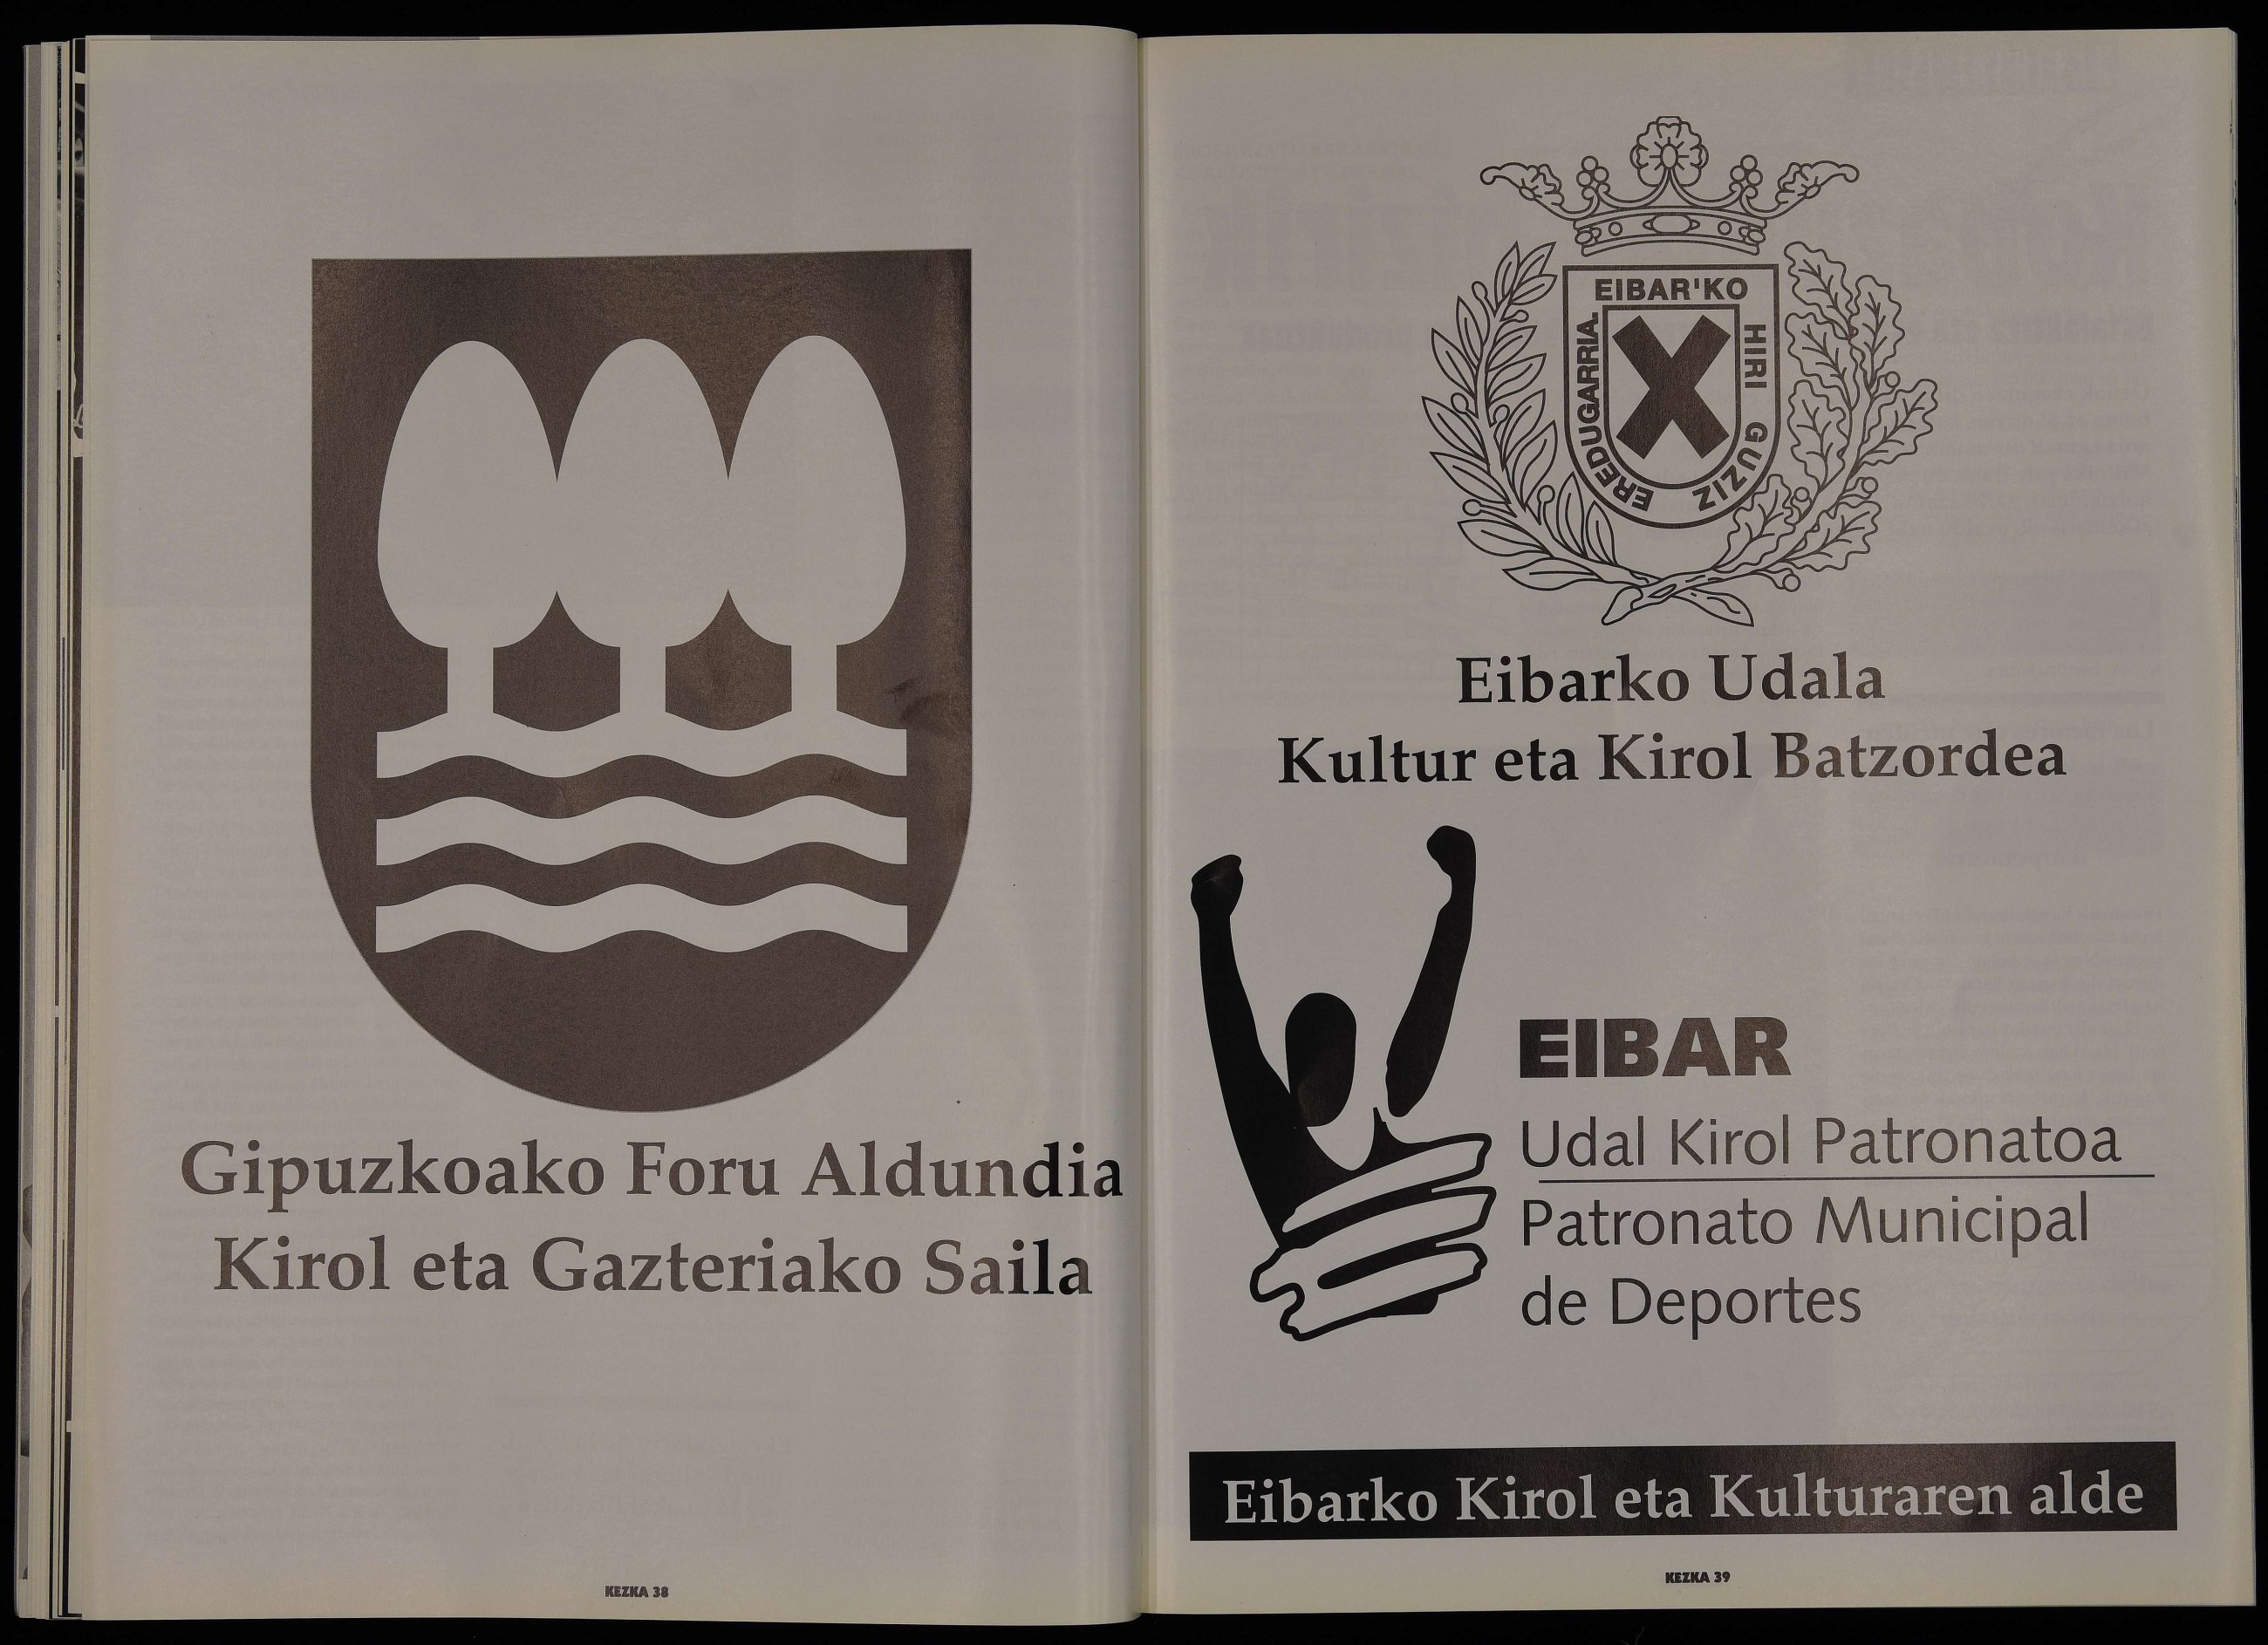 Gipuzkoako Foru Aldundia
Kirol eta Gazteriako Saila
KEZKA 38
EIBAR'KO HIRI GUZIZ EREDUGARRIA.
Eibarko Udala
Kultur eta Kirol Batzordea
EIBAR
Udal Kirol Patronatoa
Patronato Municipal
de Deportes
Eibarko Kirol eta Kulturaren alde
KEZKA 39